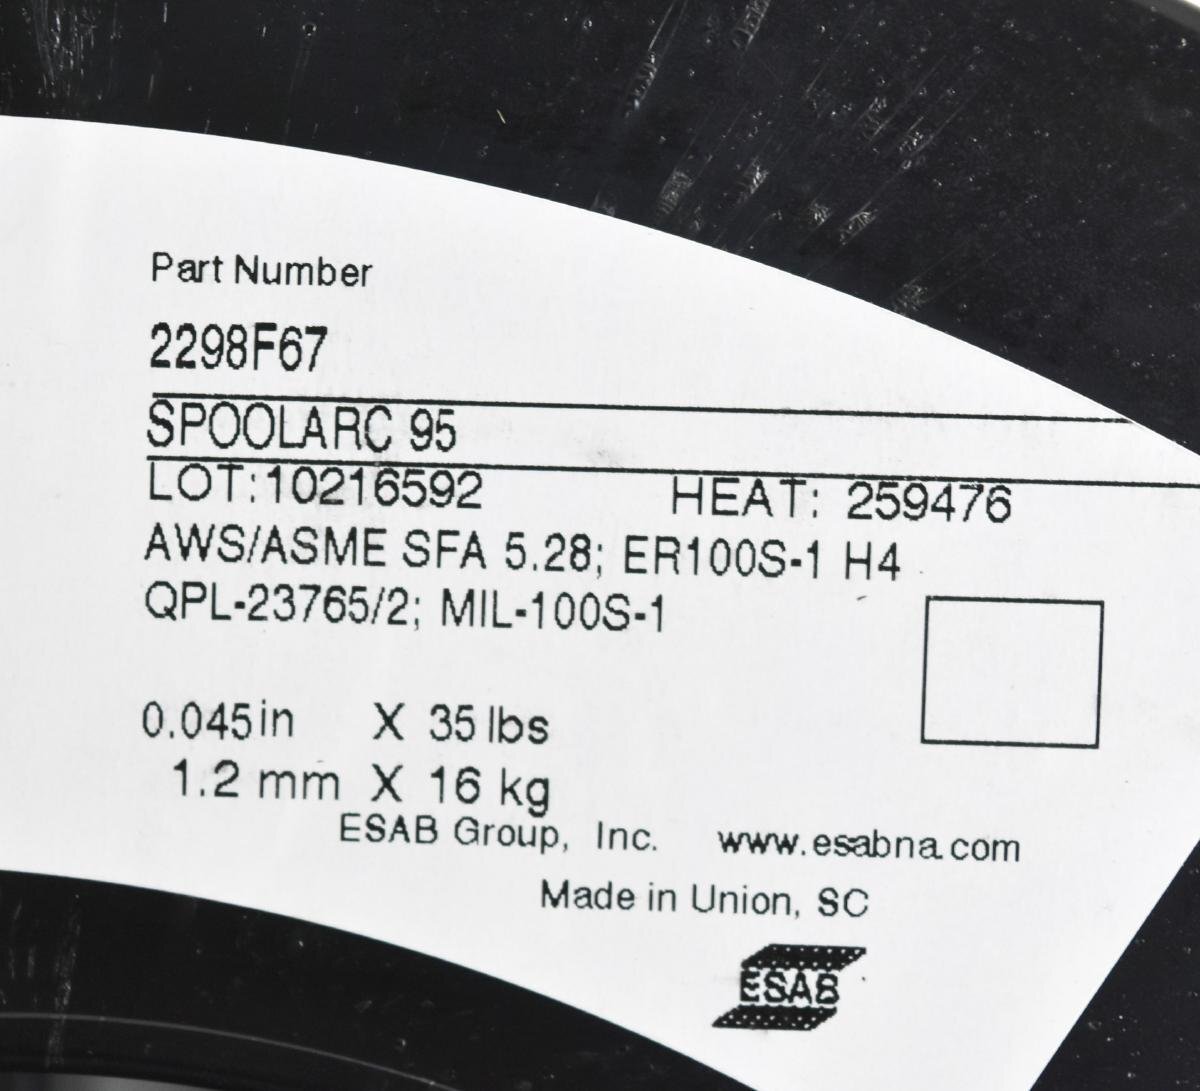 Part Number
2298F67
SPOOLARC 95
LOT:10216592 HEAT: 259476
AWS/ASME SFA 5.28; ER100S-1 H4
QPL-23765/2; MIL-100S-1
0.045in X 35 lbs
1.2 mm X 16 kg
ESAB Group, Inc. www.esabna.com
Made in Union, SC
ESAB